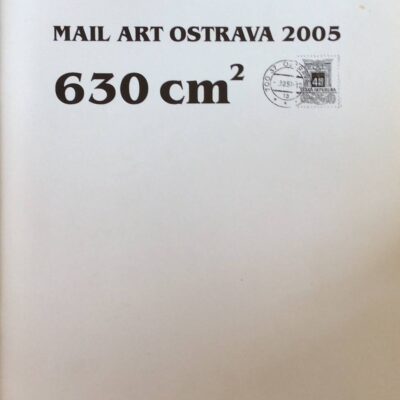 MAIL ART OSTRAVA 2005
630 cm²